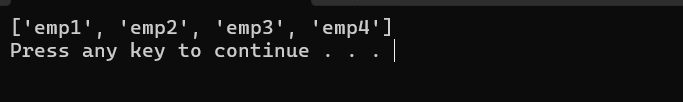 ['emp1', 'emp2', 'emp3', 'emp4']
Press any key to continue . . .